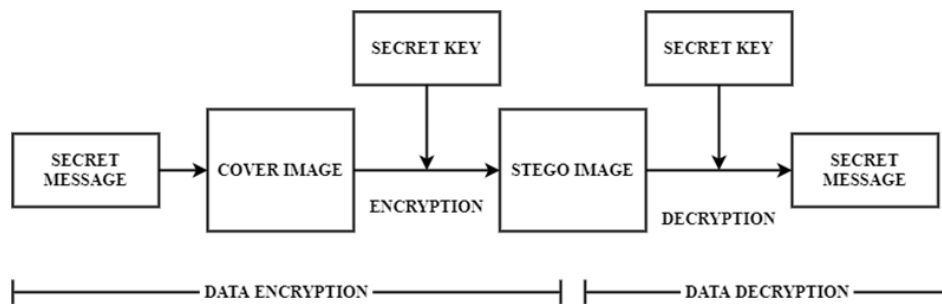 SECRET KEY
SECRET KEY
SECRET
MESSAGE
COVER IMAGE
STEGO IMAGE
SECRET
MESSAGE
ENCRYPTION
DECRYPTION
DATA ENCRYPTION
DATA DECRYPTION